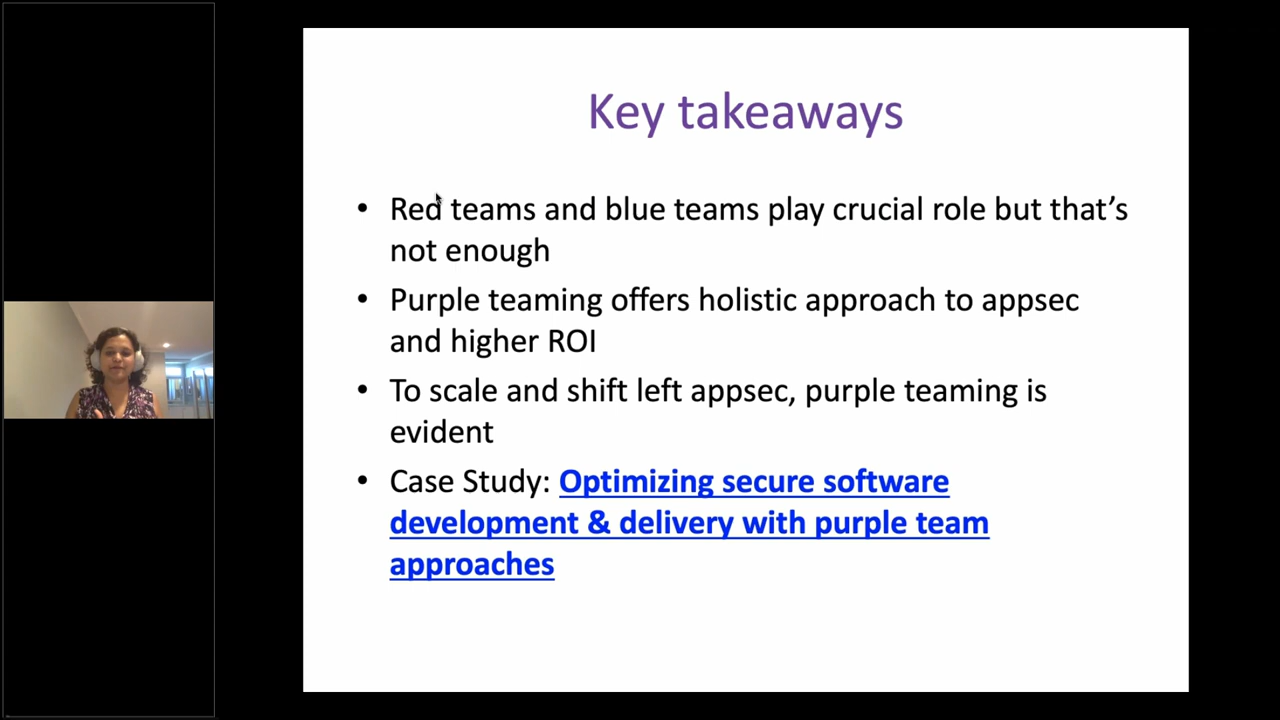 Key takeaways
• Red teams and blue teams play crucial role but that’s
not enough
• Purple teaming offers holistic approach to appsec
and higher ROI
• To scale and shift left appsec, purple teaming is
evident
• Case Study: Optimizing secure software
development & delivery with purple team
approaches